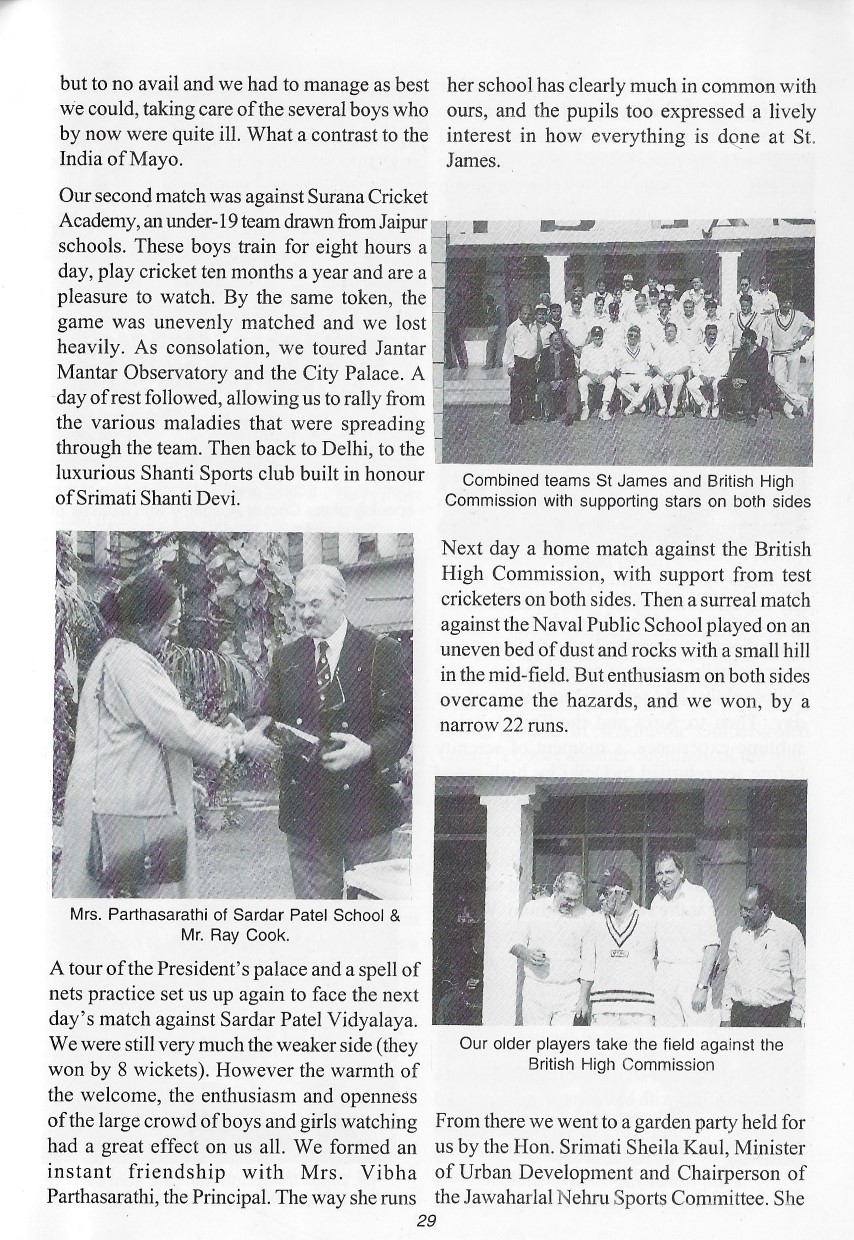 but to no avail and we had to manage as best
we could, taking care of the several boys who
by now were quite ill. What a contrast to the
India of Mayo.
Our second match was against Surana Cricket
Academy, an under-19 team drawn from Jaipur
schools. These boys train for eight hours a
day, play cricket ten months a year and are a
pleasure to watch. By the same token, the
game was unevenly matched and we lost
heavily. As consolation, we toured Jantar
Mantar Observatory and the City Palace. A
day of rest followed, allowing us to rally from
the various maladies that were spreading
through the team. Then back to Delhi, to the
luxurious Shanti Sports club built in honour
of Srimati Shanti Devi.
Mrs. Parthasarathi of Sardar Patel School &
Mr. Ray Cook.
A tour of the President's palace and a spell of
nets practice set us up again to face the next
day's match against Sardar Patel Vidyalaya.
We were still very much the weaker side (they
won by 8 wickets). However the warmth of
the welcome, the enthusiasm and openness
of the large crowd of boys and girls watching
had a great effect on us all. We formed an
instant friendship with Mrs. Vibha
Parthasarathi, the Principal. The way she runs
her school has clearly much in common with
ours, and the pupils too expressed a lively
interest in how everything is done at St.
James.
Combined teams St James and British High
Commission with supporting stars on both sides
Next day a home match against the British
High Commission, with support from test
cricketers on both sides. Then a surreal match
against the Naval Public School played on an
uneven bed of dust and rocks with a small hill
in the mid-field. But enthusiasm on both sides
overcame the hazards, and we won, by a
narrow 22 runs.
Our older players take the field against the
British High Commission
From there we went to a garden party held for
us by the Hon. Srimati Sheila Kaul, Minister
of Urban Development and Chairperson of
the Jawaharlal Nehru Sports Committee. She
29